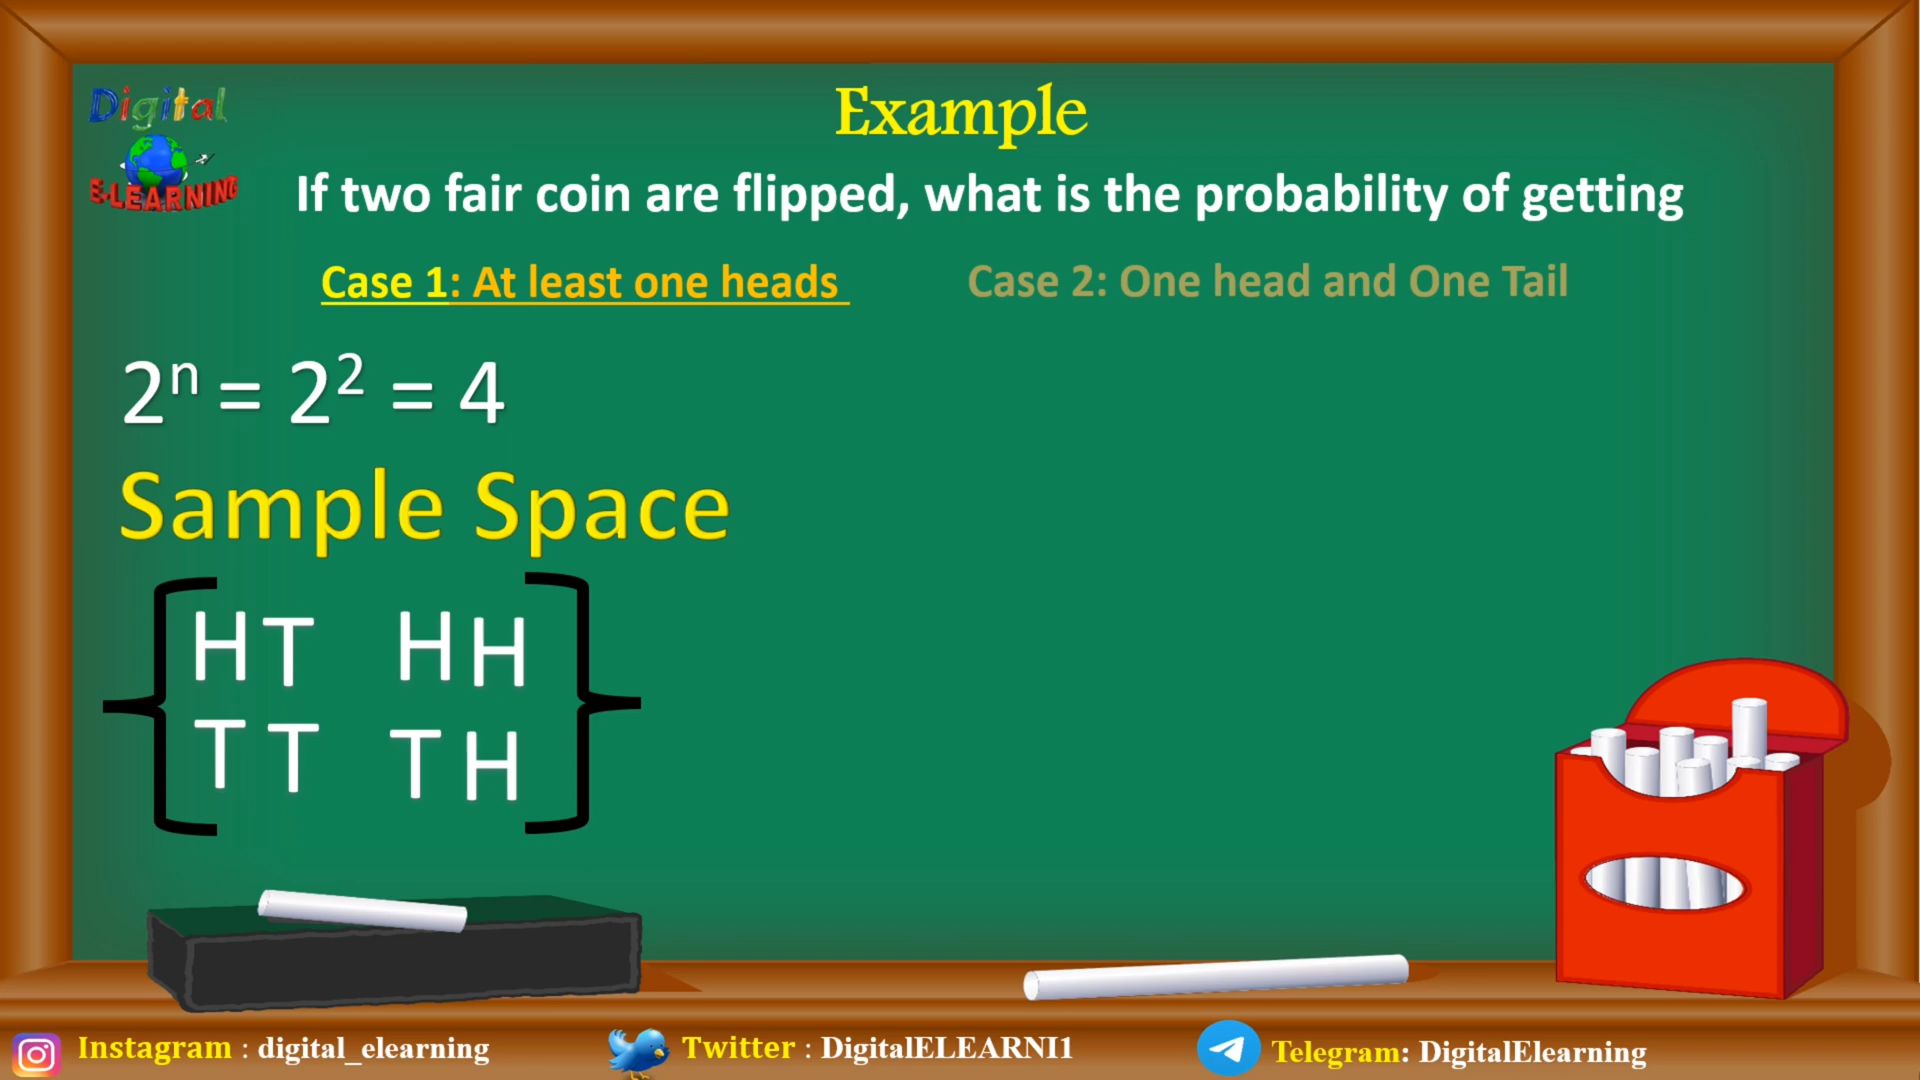 Digital
E-LEARNING
Example
If two fair coin are flipped, what is the probability of getting
Case 1: At least one heads
Case 2: One head and One Tail
2ⁿ = 2² = 4
Sample Space
HT HH
TT TH
Instagram : digital_elearning
Twitter : DigitalELEARNI1
Telegram: DigitalElearning